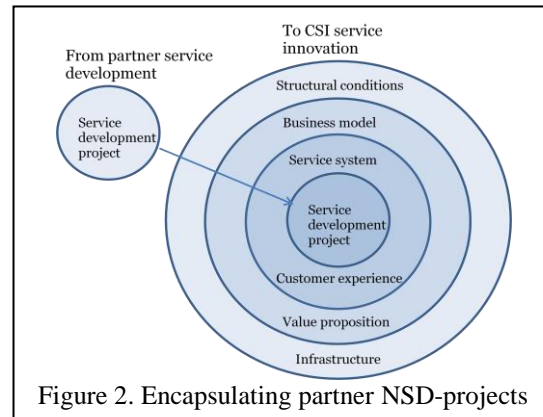 From partner service
development
To CSI service
innovation
Service
development
project
Structural conditions
Business model
Service system
Service
development
project
Customer experience
Value proposition
Infrastructure
Figure 2. Encapsulating partner NSD-projects